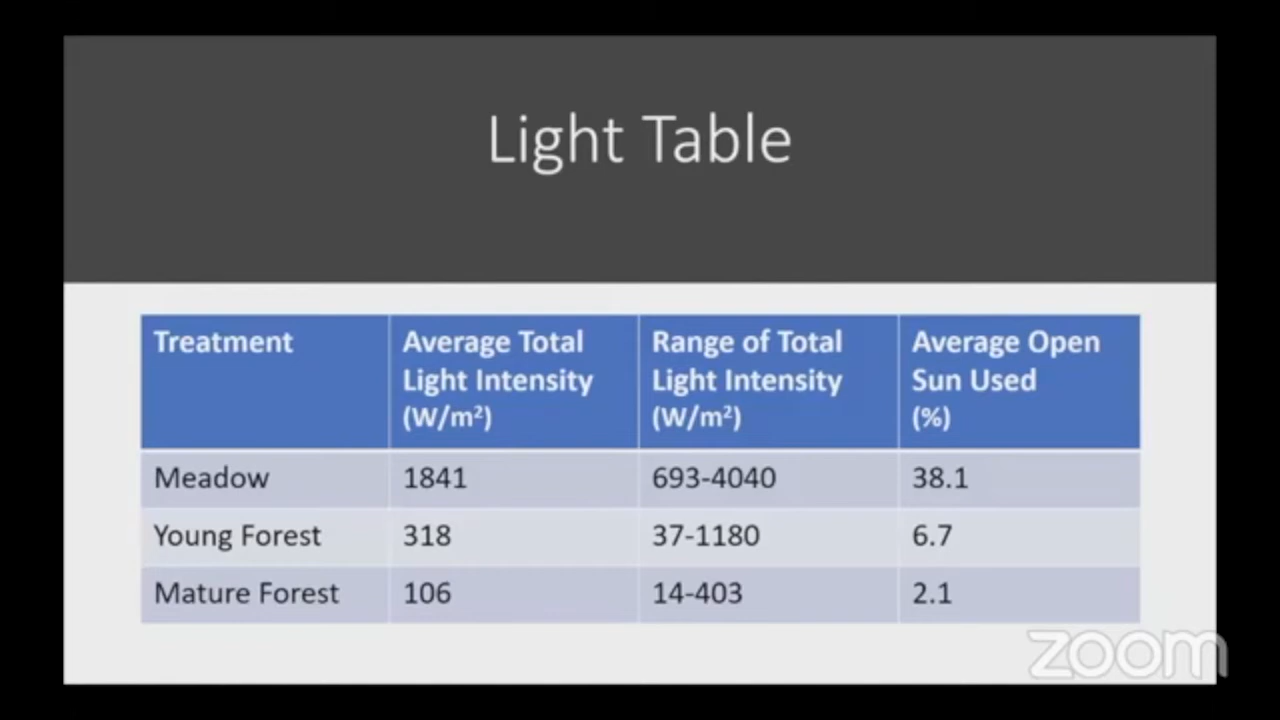 Light Table
Treatment
Average Total
Light Intensity
(W/m²)
Range of Total
Light Intensity
(W/m²)
Average Open
Sun Used
(%)
Meadow 1841 693-4040 38.1
Young Forest 318 37-1180 6.7
Mature Forest 106 14-403 2.1
zoom